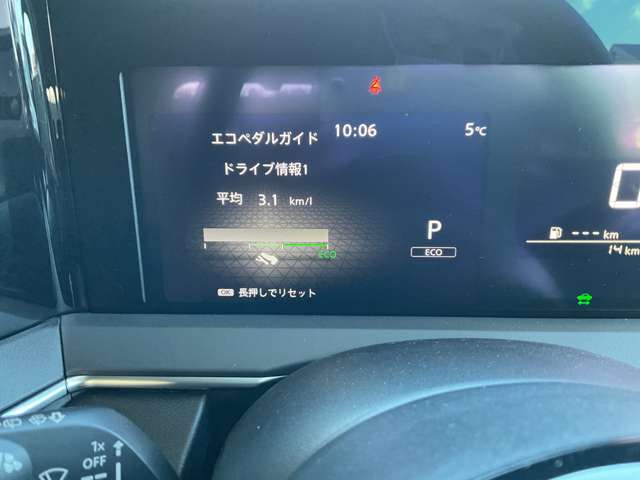 エコペダルガイド
10:06
5℃
ドライブ情報1
平均 3.1 km/l
P
ECO
ECO
--- km
14 km
OK 長押しでリセット
1x
OFF